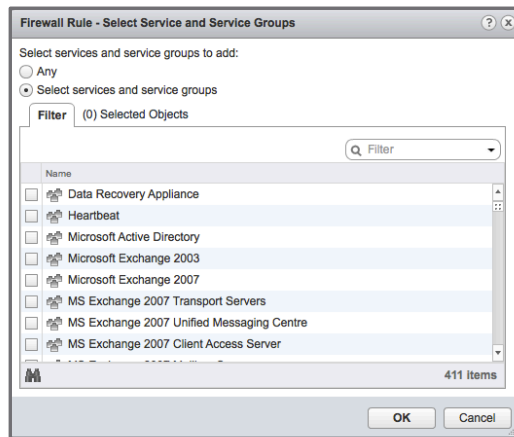 Firewall Rule - Select Service and Service Groups
Select services and service groups to add:
Any
Select services and service groups
Filter (0) Selected Objects
Filter
Name
Data Recovery Appliance
Heartbeat
Microsoft Active Directory
Microsoft Exchange 2003
Microsoft Exchange 2007
MS Exchange 2007 Transport Servers
MS Exchange 2007 Unified Messaging Centre
MS Exchange 2007 Client Access Server
411 items
OK Cancel